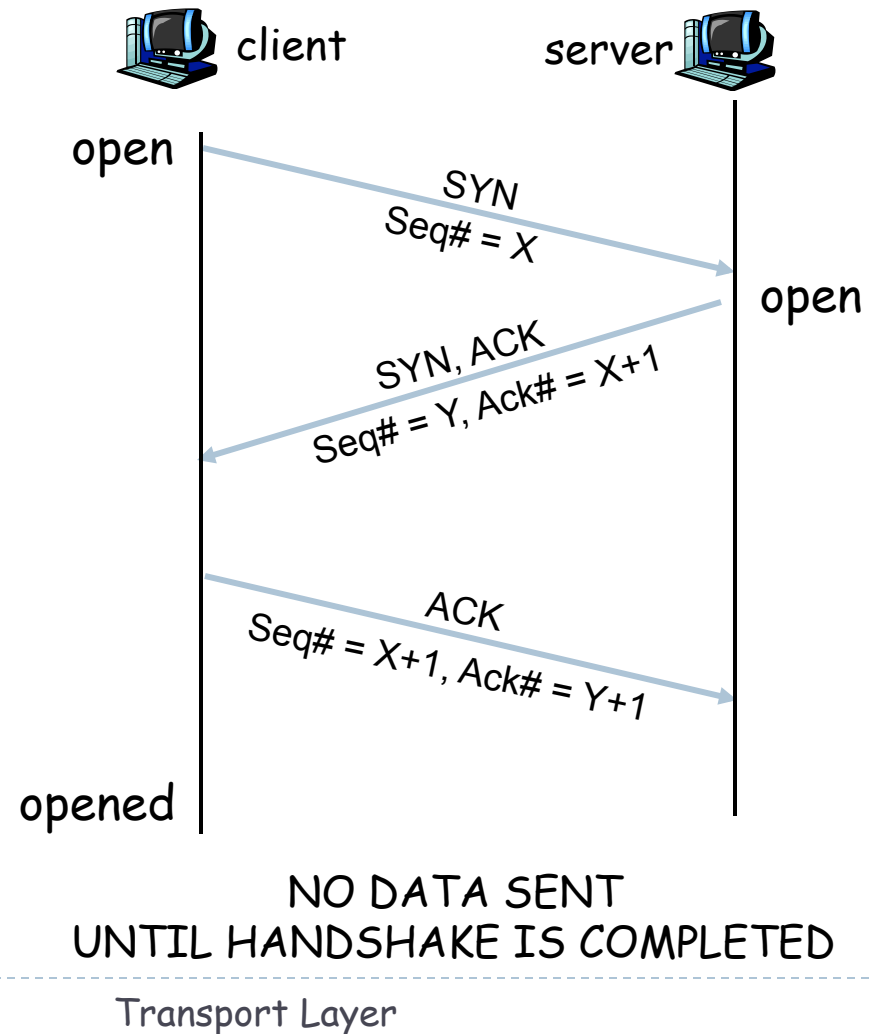 client
server
open
SYN
Seq# = X
open
SYN, ACK
Seq# = Y, Ack# = X+1
ACK
Seq# = X+1, Ack# = Y+1
opened
NO DATA SENT
UNTIL HANDSHAKE IS COMPLETED
Transport Layer